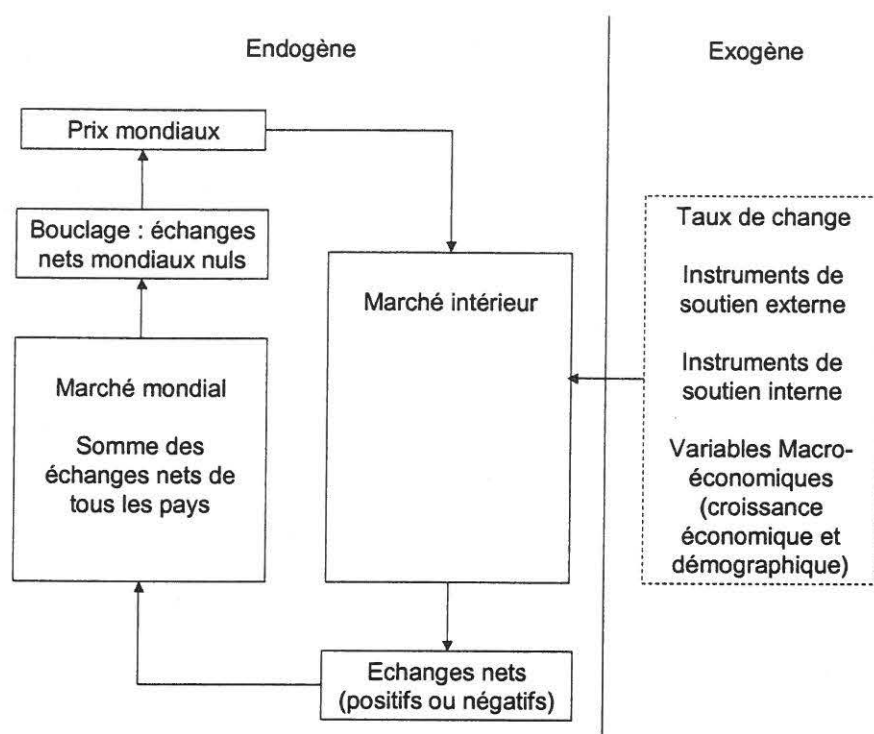 Endogène
Exogène
Prix mondiaux
Bouclage : échanges
nets mondiaux nuls
Marché mondial
Somme des
échanges nets de
tous les pays
Marché intérieur
Echanges nets
(positifs ou négatifs)
Taux de change
Instruments de
soutien externe
Instruments de
soutien interne
Variables Macro-
économiques
(croissance
économique et
démographique)